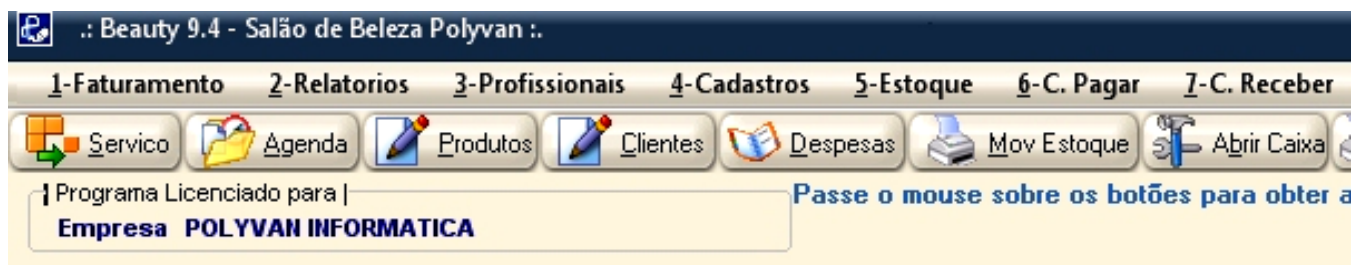 .: Beauty 9.4 - Salão de Beleza Polyvan :.
1-Faturamento 2-Relatorios 3-Profissionais 4-Cadastros 5-Estoque 6-C. Pagar 7-C. Receber
Servico Agenda Produtos Clientes Despesas Mov Estoque Abrir Caixa
| Programa Licenciado para | Passe o mouse sobre os botões para obter a
Empresa POLYVAN INFORMATICA